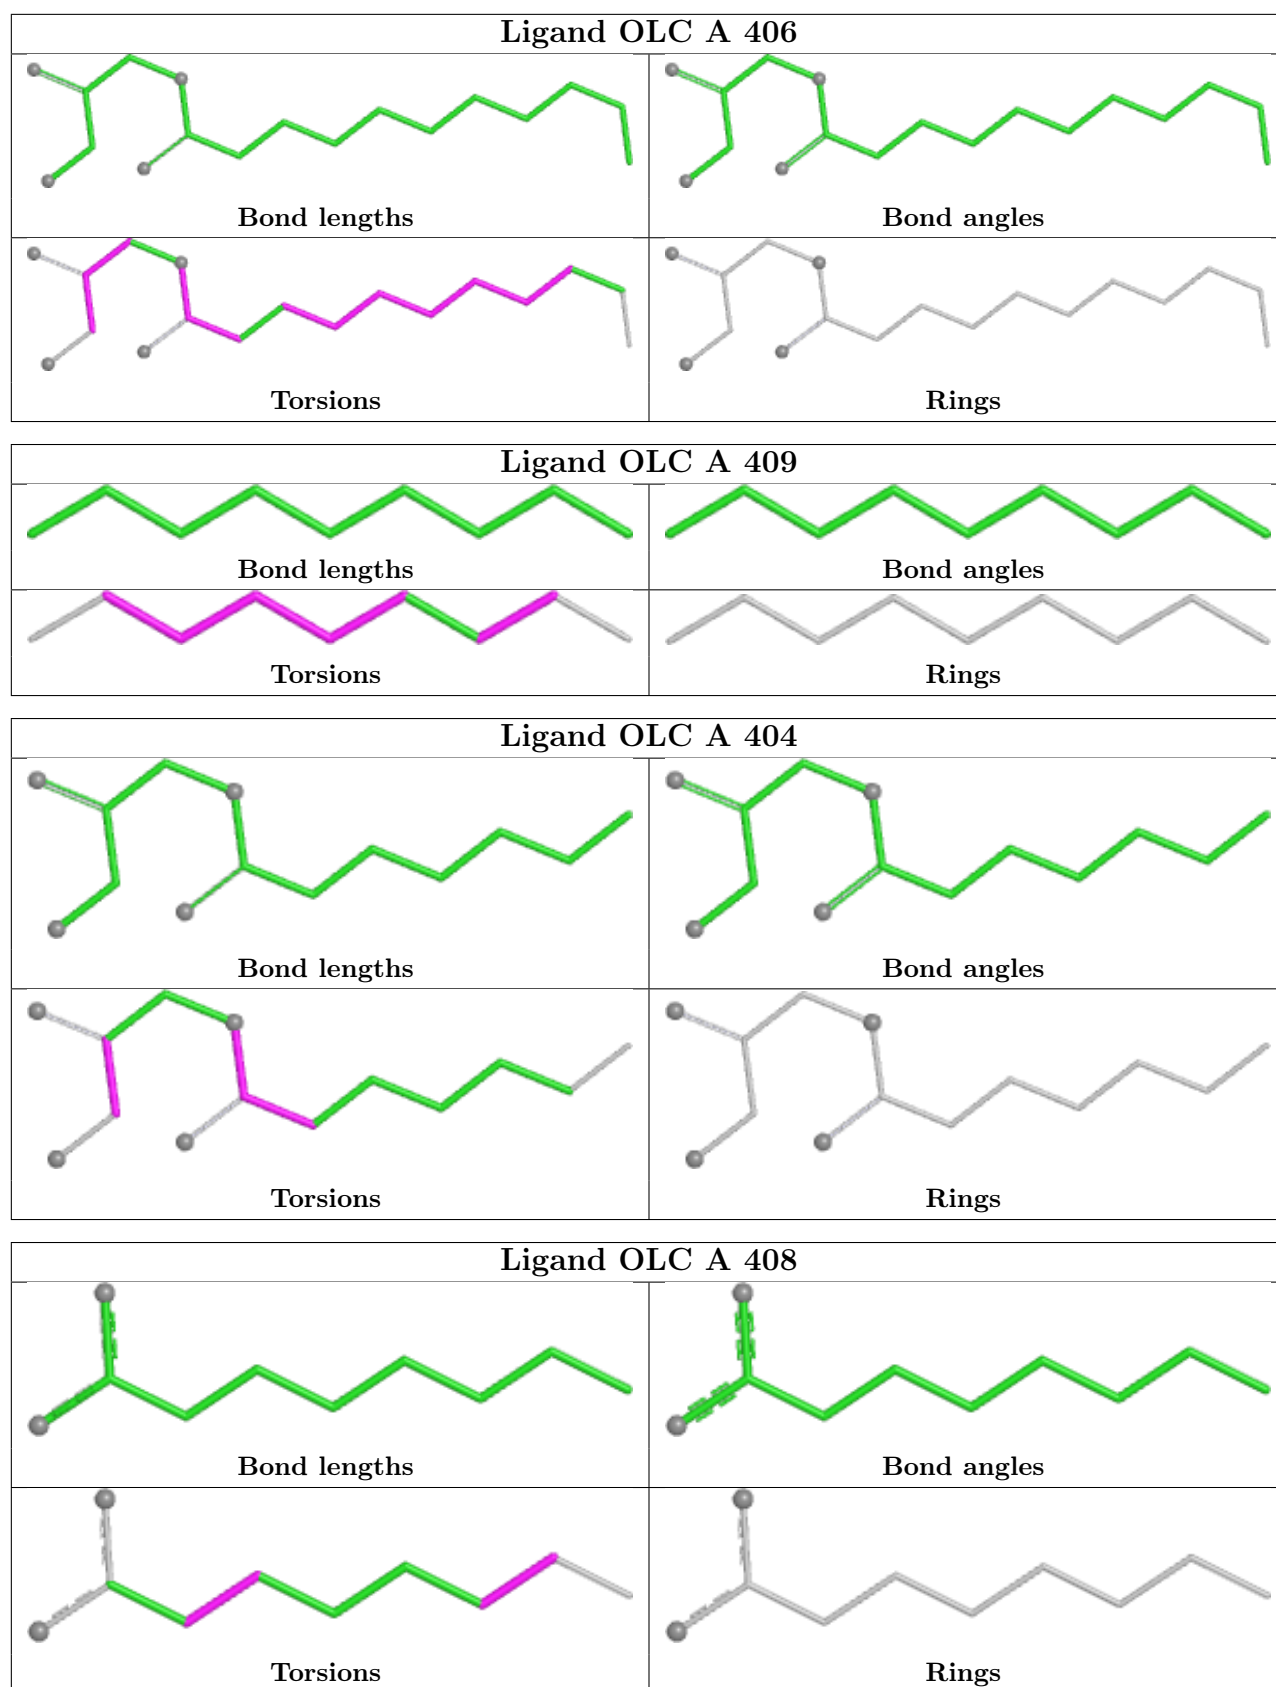 Ligand OLC A 406
Bond lengths
Bond angles
Torsions
Rings
Ligand OLC A 409
Bond lengths
Bond angles
Torsions
Rings
Ligand OLC A 404
Bond lengths
Bond angles
Torsions
Rings
Ligand OLC A 408
Bond lengths
Bond angles
Torsions
Rings